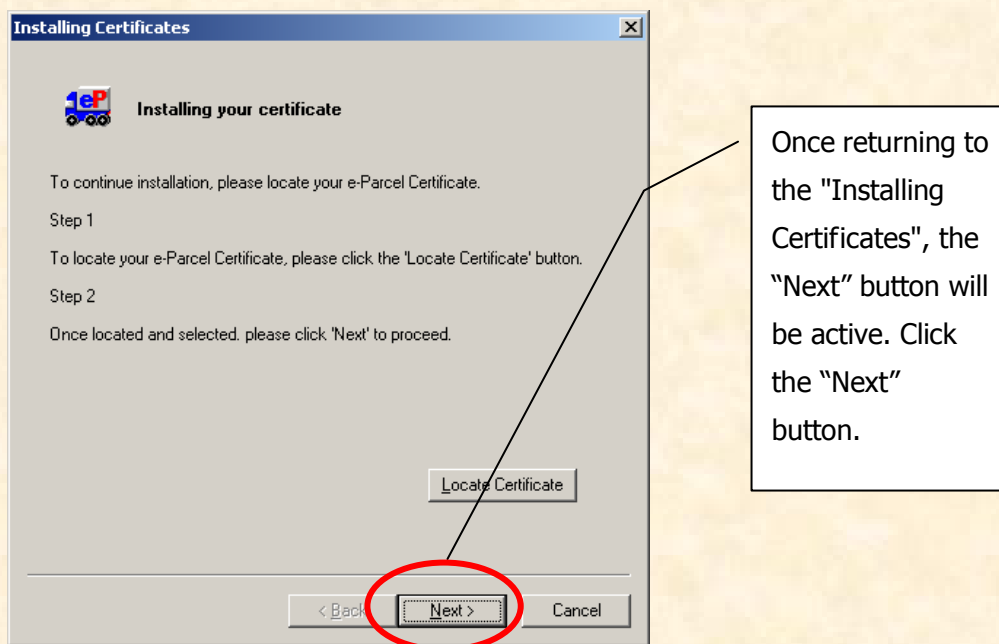 Installing Certificates
1eP
Installing your certificate
To continue installation, please locate your e-Parcel Certificate.
Step 1
To locate your e-Parcel Certificate, please click the 'Locate Certificate' button.
Step 2
Once located and selected. please click 'Next' to proceed.
Locate Certificate
< Back
Next >
Cancel
Once returning to
the "Installing
Certificates", the
“Next” button will
be active. Click
the “Next”
button.